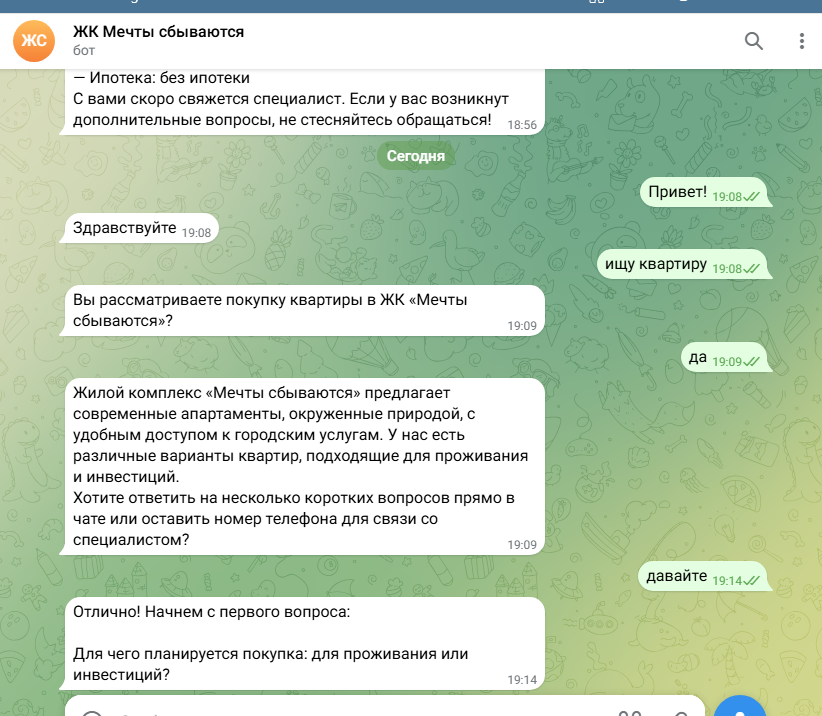 ЖС
ЖК Мечты сбываются
бот
— Ипотека: без ипотеки
С вами скоро свяжется специалист. Если у вас возникнут
дополнительные вопросы, не стесняйтесь обращаться! 18:56
Сегодня
Привет! 19:08
Здравствуйте 19:08
ищу квартиру 19:08
Вы рассматриваете покупку квартиры в ЖК «Мечты
сбываются»? 19:09
да 19:09
Жилой комплекс «Мечты сбываются» предлагает
современные апартаменты, окруженные природой, с
удобным доступом к городским услугам. У нас есть
различные варианты квартир, подходящие для проживания
и инвестиций.
Хотите ответить на несколько коротких вопросов прямо в
чате или оставить номер телефона для связи со
специалистом? 19:09
давайте 19:14
Отлично! Начнем с первого вопроса:
Для чего планируется покупка: для проживания или
инвестиций? 19:14